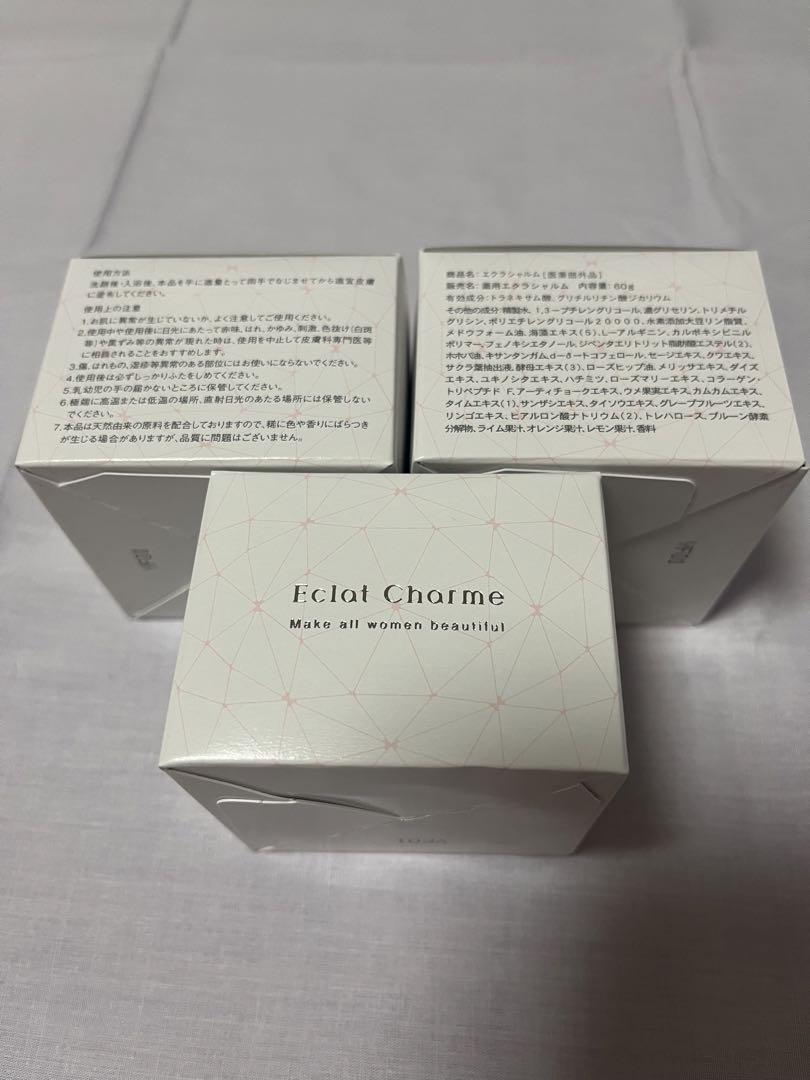 使用方法
洗顔後・入浴後、本品を手に適量とって両手でなじませてから適宜皮膚
に塗布してください。
使用上の注意
1.お肌に異常が生じていないか、よく注意してご使用ください。
2.使用中や使用後に日光にあたって赤味、はれ、かゆみ、刺激、色抜け(白斑
等)や黒ずみ等の異常が現れた時は、使用を中止して皮膚科専門医等
に相談されることをおすすめします。
3.傷、はれもの、湿疹等異常のある部位にはお使いにならないでください。
4.使用後は必ずしっかりふたをしめてください。
5.乳幼児の手の届かないところに保管してください。
6.極端に高温または低温の場所、直射日光のあたる場所には保管しない
でください。
7.本品は天然由来の原料を配合しておりますので、稀に色や香りにばらつき
が生じる場合がありますが、品質に問題はございません。
商品名:エクラシャルム[医薬部外品]
販売名:薬用エクラシャルム 内容量:60g
有効成分:トラネキサム酸、グリチルリチン酸ジカリウム
その他の成分:精製水、1,3-ブチレングリコール、濃グリセリン、トリメチル
グリシン、ポリエチレングリコール20000、水素添加大豆リン脂質、
メドウフォーム油、海藻エキス(5)、L-アルギニン、カルボキシビニル
ポリマー、フェノキシエタノール、ジペンタエリトリット脂肪酸エステル(2)、
ホホバ油、キサンタンガム、d-δ-トコフェロール、セージエキス、クワエキス、
サクラ葉抽出液、酵母エキス(3)、ローズヒップ油、メリッサエキス、ダイズ
エキス、ユキノシタエキス、ハチミツ、ローズマリーエキス、コラーゲン・
トリペプチド F、アーティチョークエキス、ウメ果実エキス、カムカムエキス、
タイムエキス(1)、サンザシエキス、タイソウエキス、グレープフルーツエキス、
リンゴエキス、ヒアルロン酸ナトリウム(2)、トレハロース、プルーン酵素
分解物、ライム果汁、オレンジ果汁、レモン果汁、香料
Eclat Charme
Make all women beautiful